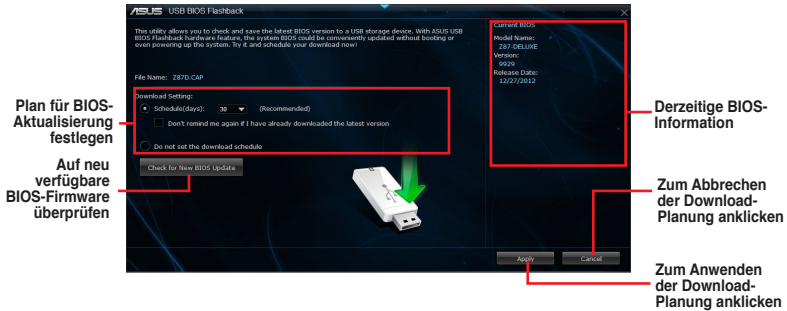 ASUS USB BIOS Flashback
This utility allows you to check and save the latest BIOS version to a USB storage device. With ASUS USB
BIOS Flashback hardware feature, the system BIOS could be conveniently updated without booting or
even powering up the system. Try it and schedule your download now!
File Name: Z87D.CAP
Download Setting:
Schedule(days): 30 (Recommended)
Don't remind me again if I have already downloaded the latest version
Do not set the download schedule
Check for New BIOS Update
Current BIOS
Model Name:
Z87-DELUXE
Version:
9929
Release Date:
12/27/2012
Apply
Cancel
Plan für BIOS-
Aktualisierung
festlegen
Auf neu
verfügbare
BIOS-Firmware
überprüfen
Derzeitige BIOS-
Information
Zum Abbrechen
der Download-
Planung anklicken
Zum Anwenden
der Download-
Planung anklicken